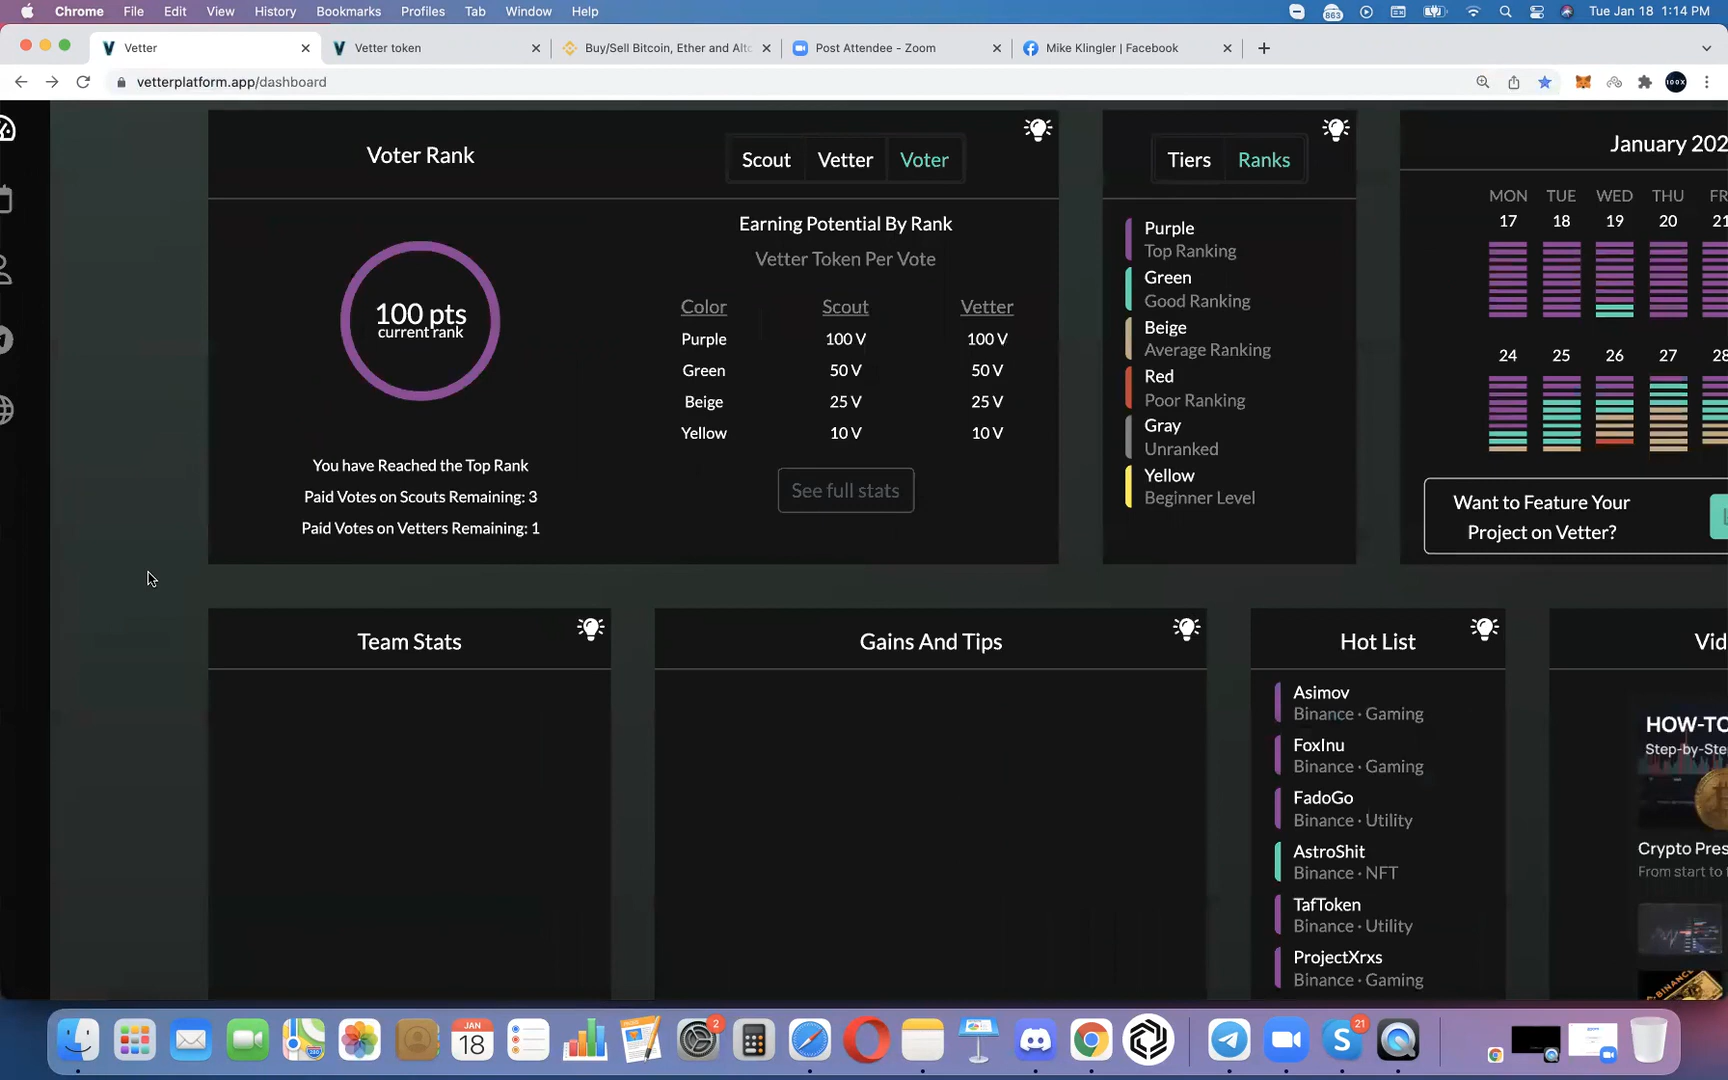 Chrome File Edit View History Bookmarks Profiles Tab Window Help
863
Tue Jan 18 1:14 PM
Vetter
Vetter token
Buy/Sell Bitcoin, Ether and Altc
Post Attendee - Zoom
Mike Klingler | Facebook
vetterplatform.app/dashboard
100X
Voter Rank
Scout Vetter Voter
100 pts
current rank
You have Reached the Top Rank
Paid Votes on Scouts Remaining: 3
Paid Votes on Vetters Remaining: 1
Earning Potential By Rank
Vetter Token Per Vote
Color Scout Vetter
Purple 100 V 100 V
Green 50 V 50 V
Beige 25 V 25 V
Yellow 10 V 10 V
See full stats
Tiers Ranks
Purple
Top Ranking
Green
Good Ranking
Beige
Average Ranking
Red
Poor Ranking
Gray
Unranked
Yellow
Beginner Level
January 202
MON TUE WED THU FR
17 18 19 20 21
24 25 26 27 28
Want to Feature Your
Project on Vetter?
Team Stats
Gains And Tips
Hot List
Asimov
Binance · Gaming
FoxInu
Binance · Gaming
FadoGo
Binance · Utility
AstroShit
Binance · NFT
TafToken
Binance · Utility
ProjectXrxs
Binance · Gaming
Vid
HOW-TO
Step-by-Ste
Crypto Pres
From start to f
BINANCE
JAN
18
2
21